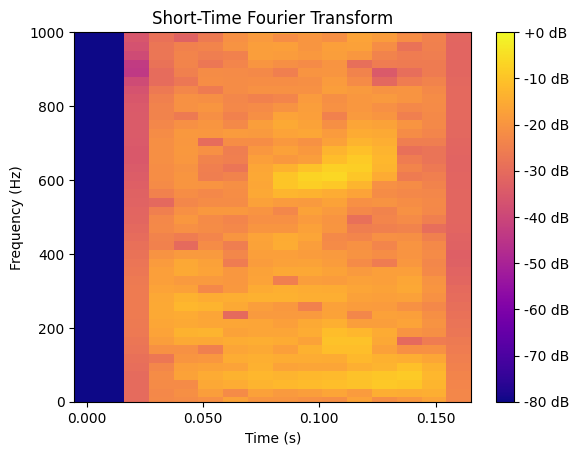 Short-Time Fourier Transform
1000
800
600
400
200
0
Frequency (Hz)
0.000
0.050
0.100
0.150
Time (s)
+0 dB
-10 dB
-20 dB
-30 dB
-40 dB
-50 dB
-60 dB
-70 dB
-80 dB